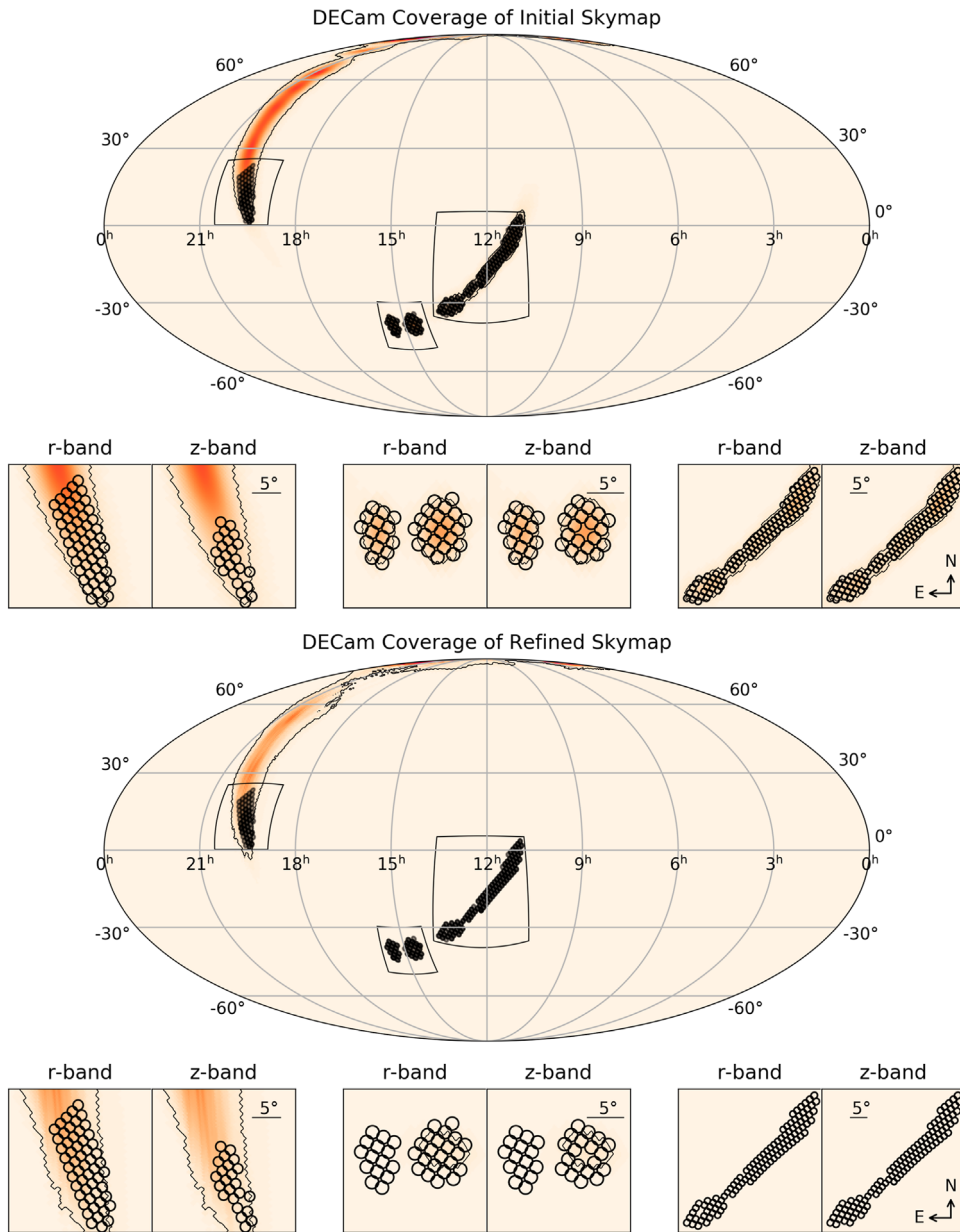 DECam Coverage of Initial Skymap
60° 60°
30° 30°
0°
0ʰ 21ʰ 18ʰ 15ʰ 12ʰ 9ʰ 6ʰ 3ʰ 0ʰ
-30° -30°
-60° -60°
r-band z-band r-band z-band r-band z-band
5° 5° 5°
N
E
DECam Coverage of Refined Skymap
60° 60°
30° 30°
0°
0ʰ 21ʰ 18ʰ 15ʰ 12ʰ 9ʰ 6ʰ 3ʰ 0ʰ
-30° -30°
-60° -60°
r-band z-band r-band z-band r-band z-band
5° 5° 5°
N
E